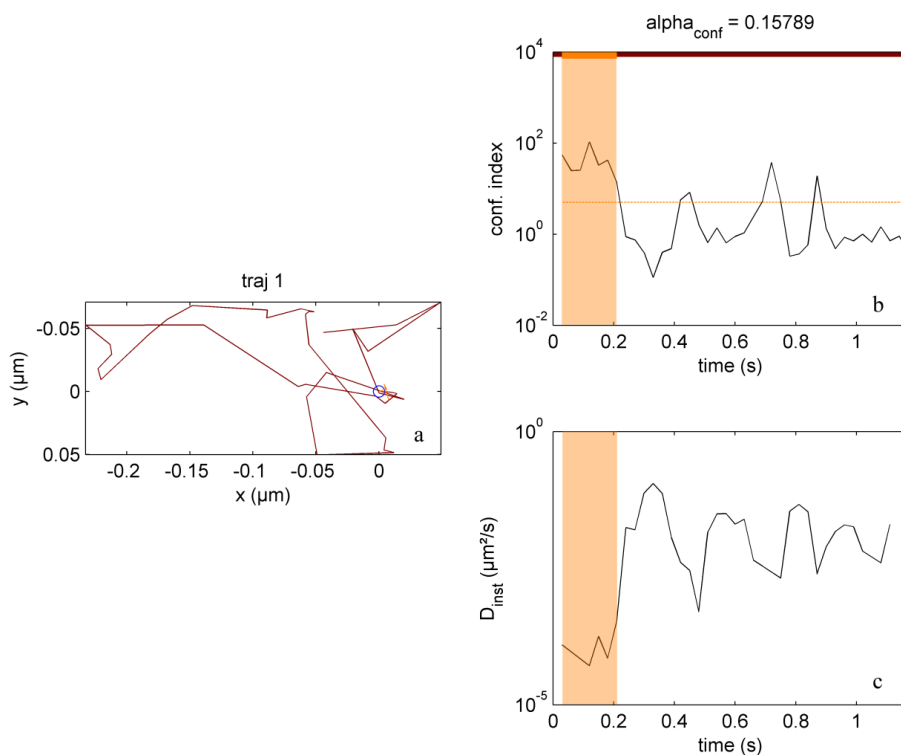 traj 1
-0.05
0
0.05
y (µm)
-0.2 -0.15 -0.1 -0.05 0
x (µm)
a
alpha_conf = 0.15789
10^4
10^2
10^0
10^-2
conf. index
0 0.2 0.4 0.6 0.8 1
time (s)
b
10^0
10^-5
D_inst (µm²/s)
0 0.2 0.4 0.6 0.8 1
time (s)
c